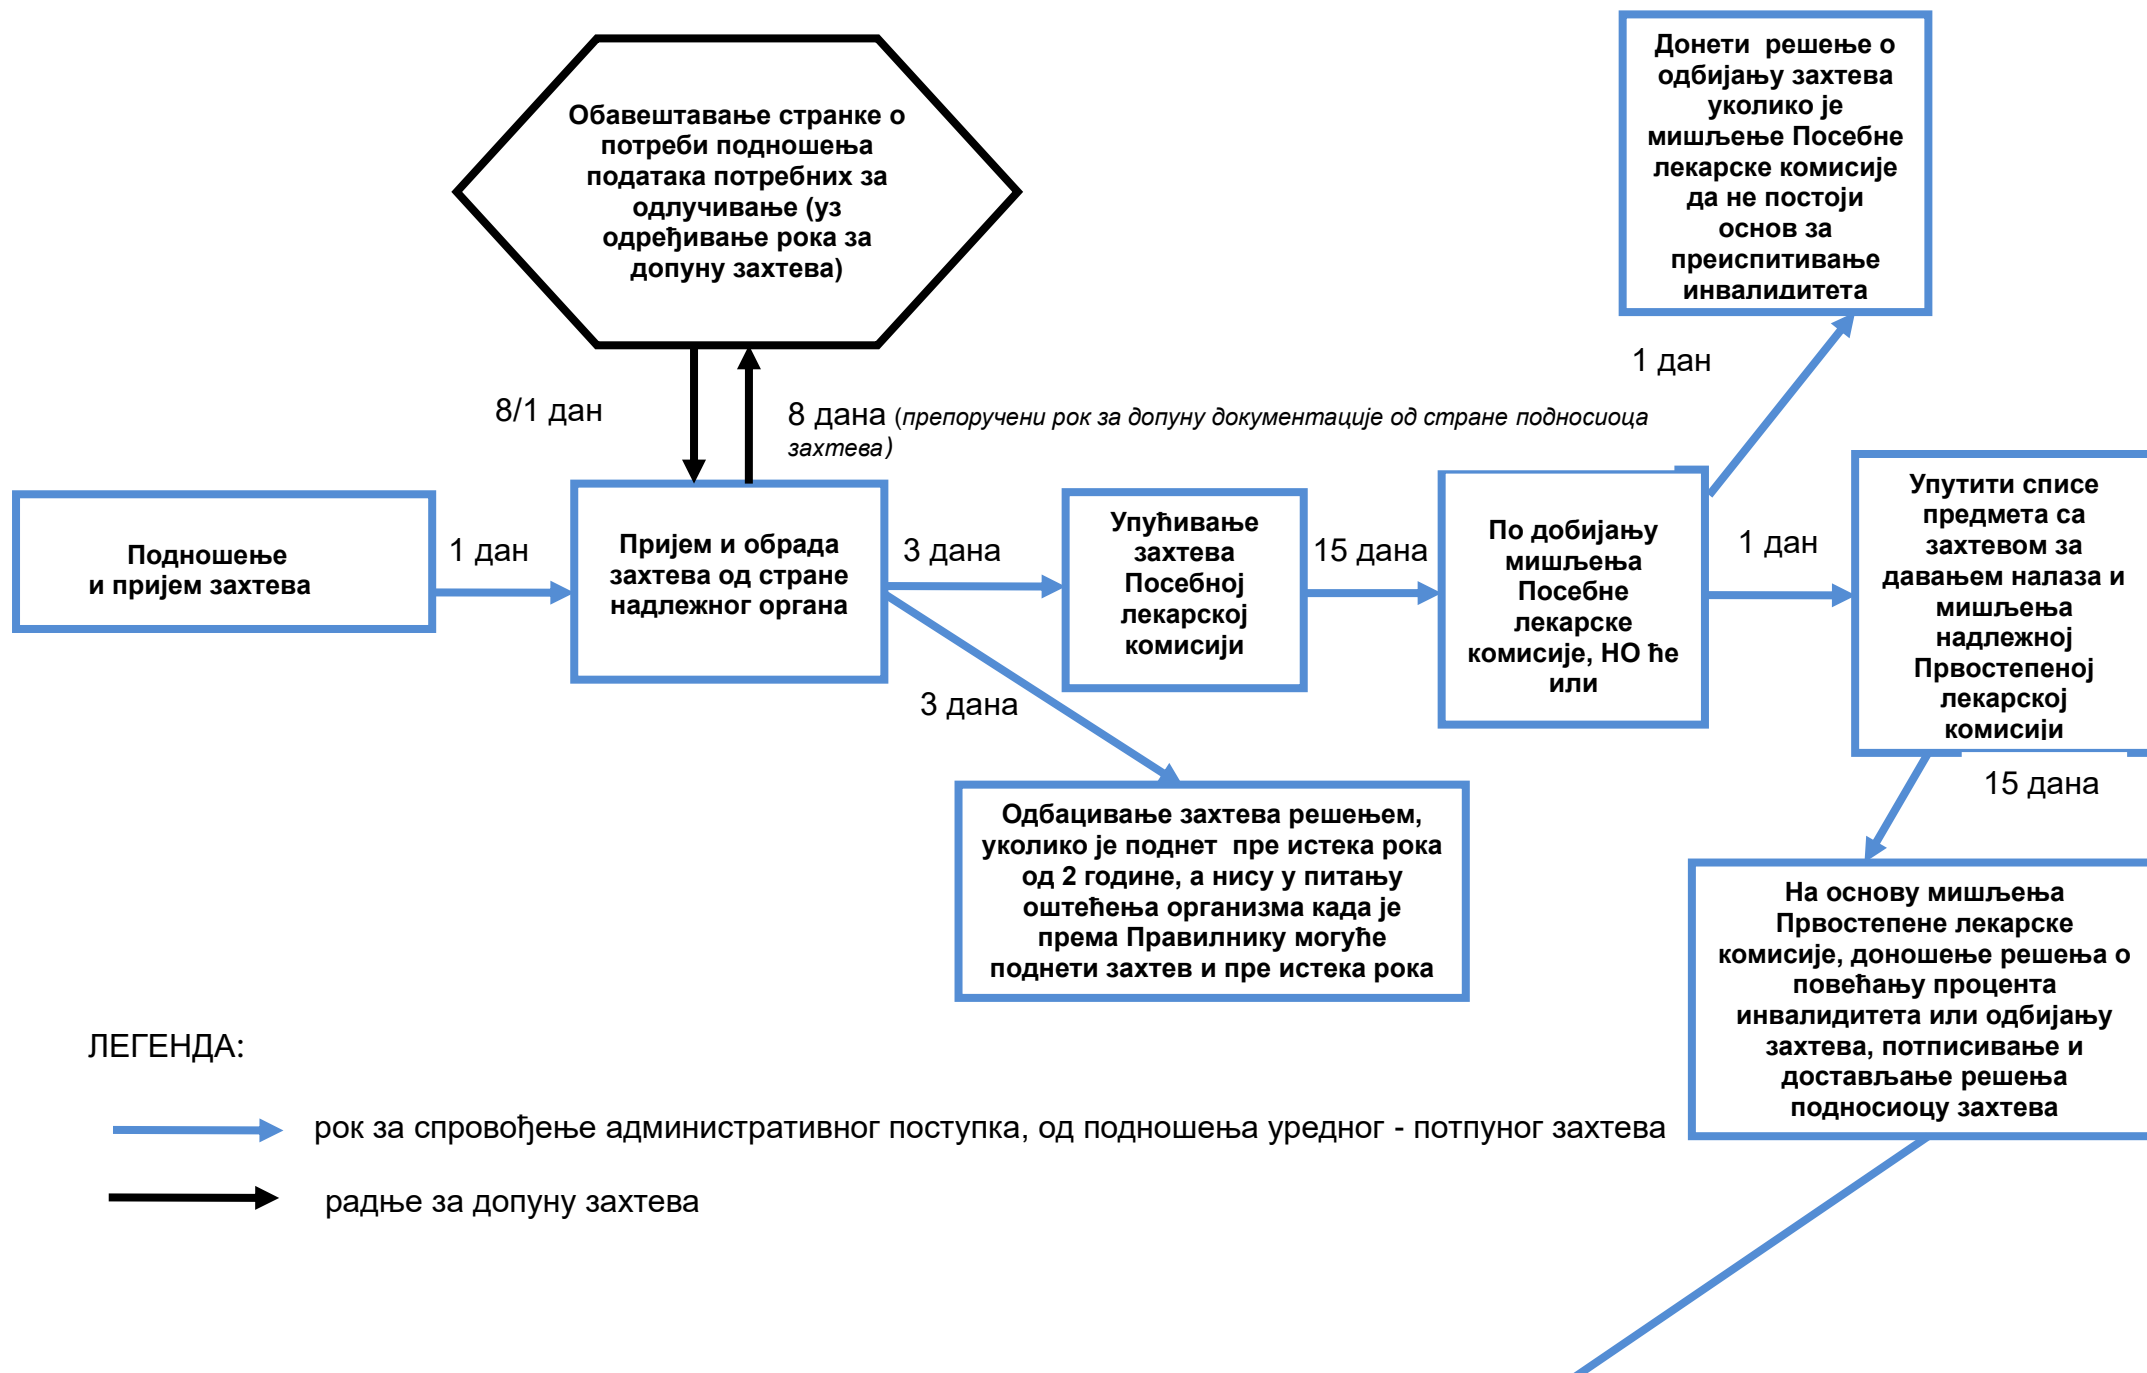 Обавештавање странке о
потреби подношења
података потребних за
одлучивање (уз
одређивање рока за
допуну захтева)
Донети решење о
одбијању захтева
уколико је
мишљење Посебне
лекарске комисије
да не постоји
основ за
преиспитивање
инвалидитета
1 дан
8/1 дан
8 дана (препоручени рок за допуну документације од стране подносиоца
захтева)
Подношење
и пријем захтева
1 дан
Пријем и обрада
захтева од стране
надлежног органа
3 дана
Упућивање
захтева
Посебној
лекарској
комисији
15 дана
По добијању
мишљења
Посебне
лекарске
комисије, НО ће
или
1 дан
Упутити списе
предмета са
захтевом за
давањем налаза и
мишљења
надлежној
Првостепеној
лекарској
комисији
3 дана
15 дана
Одбацивање захтева решењем,
уколико је поднет пре истека рока
од 2 године, а нису у питању
оштећења организма када је
према Правилнику могуће
поднети захтев и пре истека рока
На основу мишљења
Првостепене лекарске
комисије, доношење решења о
повећању процента
инвалидитета или одбијању
захтева, потписивање и
достављање решења
подносиоцу захтева
ЛЕГЕНДА:
рок за спровођење административног поступка, од подношења уредног - потпуног захтева
радње за допуну захтева